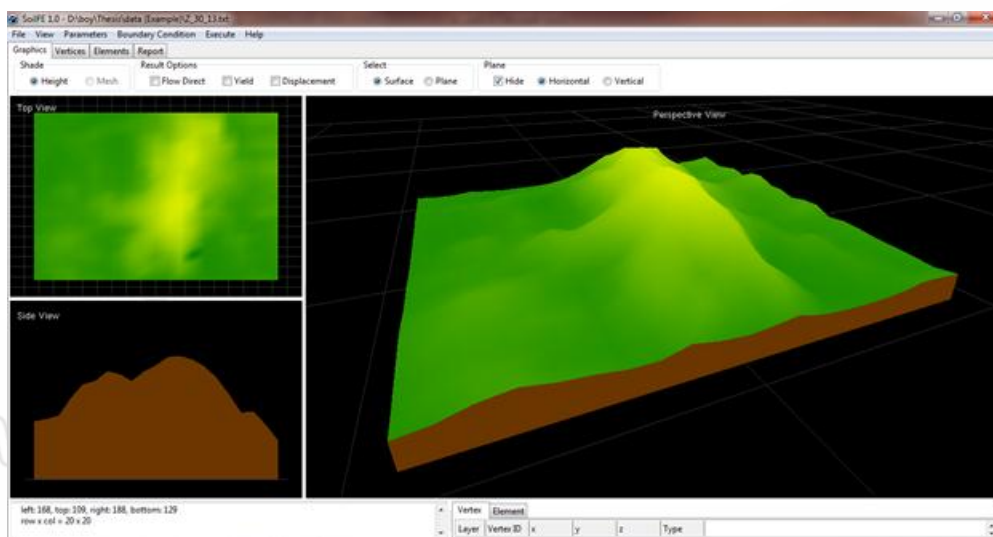 SoilFE 1.0 - D:\boy\Thesis\data (Example)\Z_30_13.txt
File View Parameters Boundary Condition Execute Help
Graphics Vertices Elements Report
Shade Result Options Select Plane
Height Mesh Flow Direct Yield Displacement Surface Plane Hide Horizontal Vertical
Top View
Perspective View
Side View
left: 168, top: 109, right: 188, bottom: 129
row x col = 20 x 20
Vertex Element
Layer Vertex ID x y z Type